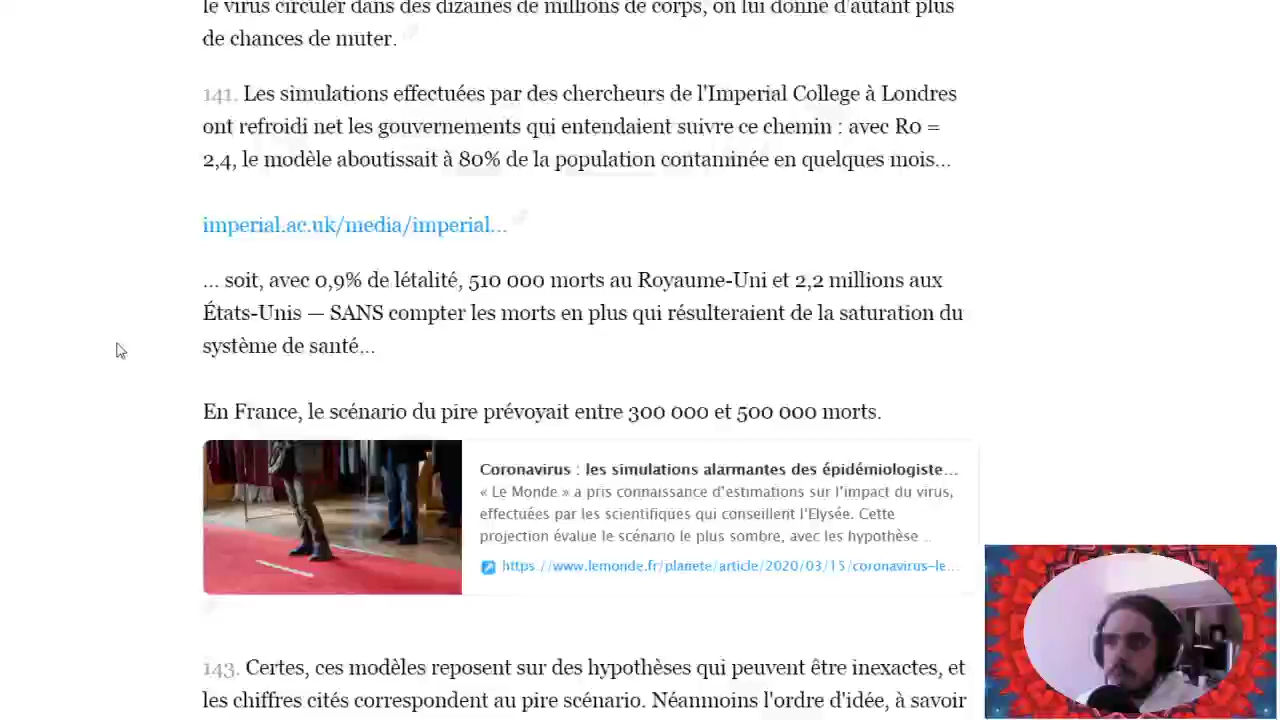 le virus circuler dans des dizaines de millions de corps, on lui donne d'autant plus
de chances de muter.
141. Les simulations effectuées par des chercheurs de l'Imperial College à Londres
ont refroidi net les gouvernements qui entendaient suivre ce chemin : avec R0 =
2,4, le modèle aboutissait à 80% de la population contaminée en quelques mois...
imperial.ac.uk/media/imperial...
... soit, avec 0,9% de létalité, 510 000 morts au Royaume-Uni et 2,2 millions aux
États-Unis — SANS compter les morts en plus qui résulteraient de la saturation du
système de santé...
En France, le scénario du pire prévoyait entre 300 000 et 500 000 morts.
Coronavirus : les simulations alarmantes des épidémiologiste...
« Le Monde » a pris connaissance d'estimations sur l'impact du virus,
effectuées par les scientifiques qui conseillent l'Elysée. Cette
projection évalue le scénario le plus sombre, avec les hypothèse ...
https://www.lemonde.fr/planete/article/2020/03/15/coronavirus-le...
143. Certes, ces modèles reposent sur des hypothèses qui peuvent être inexactes, et
les chiffres cités correspondent au pire scénario. Néanmoins l'ordre d'idée, à savoir